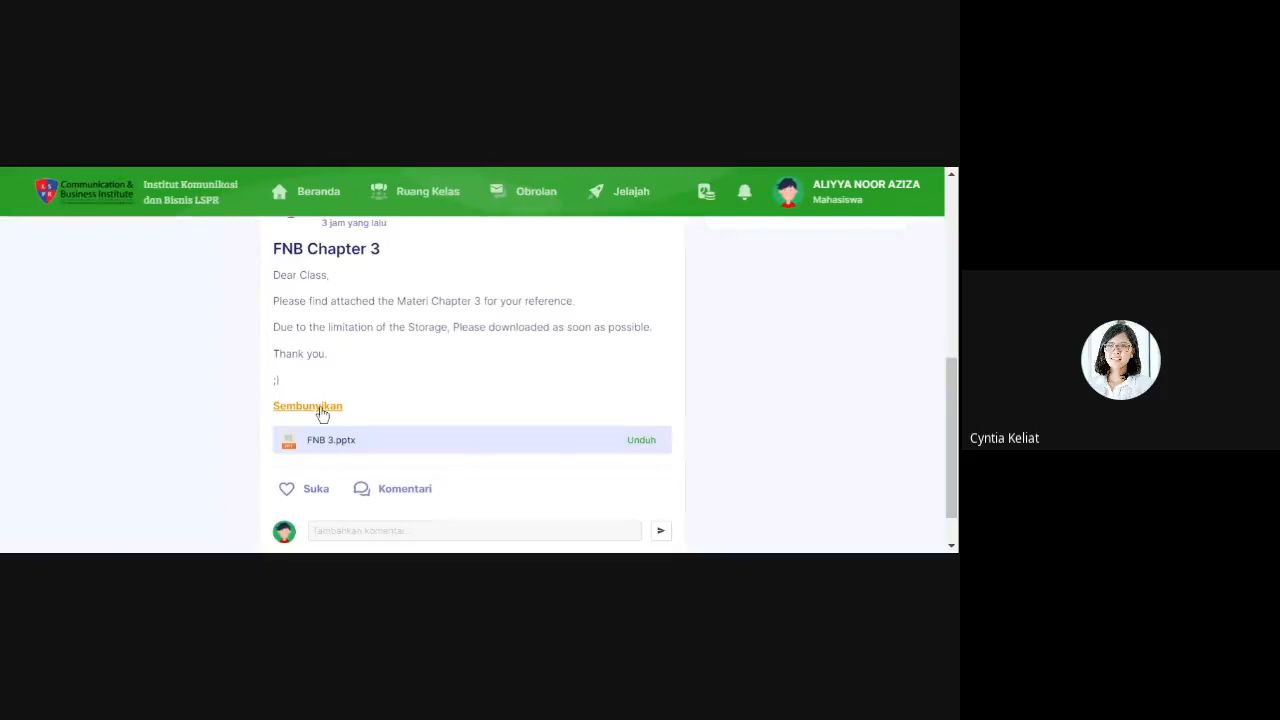 Communication &
Business Institute
Institut Komunikasi
dan Bisnis LSPR
Beranda
Ruang Kelas
Obrolan
Jelajah
ALIYYA NOOR AZIZA
Mahasiswa
3 jam yang lalu
FNB Chapter 3
Dear Class,
Please find attached the Materi Chapter 3 for your reference.
Due to the limitation of the Storage, Please downloaded as soon as possible.
Thank you.
;)
Sembunyikan
FNB 3.pptx
Unduh
Suka
Komentari
Tambahkan komentar...
Cyntia Keliat